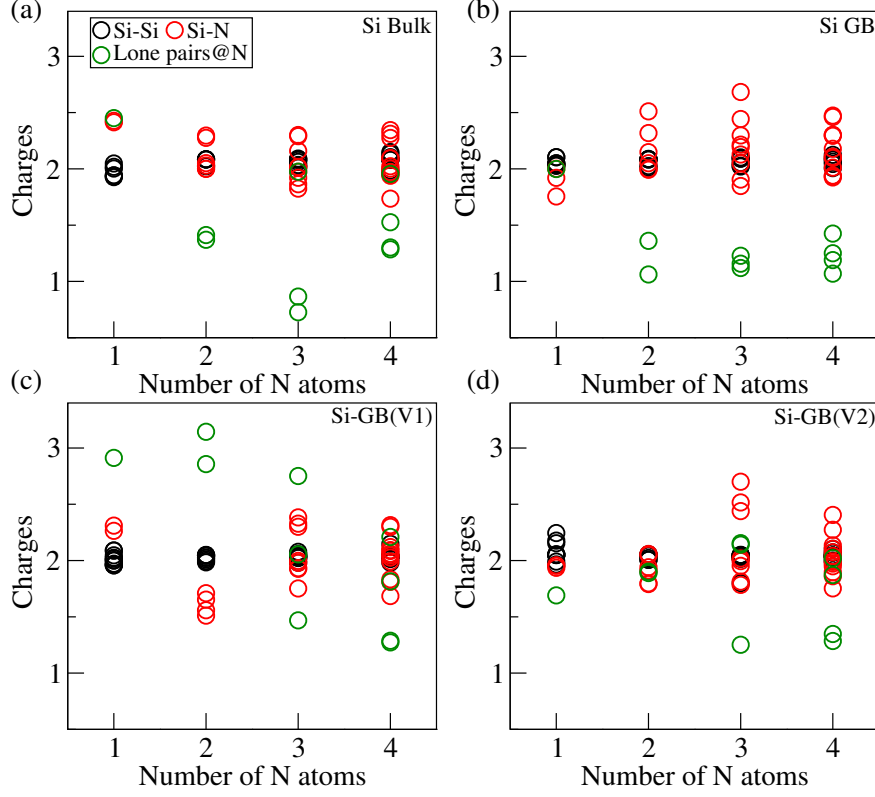 (a)
Si-Si Si-N
Lone pairs@N
Si Bulk
3
2
1
Charges
1 2 3 4
Number of N atoms
(b)
Si GB
3
2
1
Charges
1 2 3 4
Number of N atoms
(c)
Si-GB(V1)
3
2
1
Charges
1 2 3 4
Number of N atoms
(d)
Si-GB(V2)
3
2
1
Charges
1 2 3 4
Number of N atoms